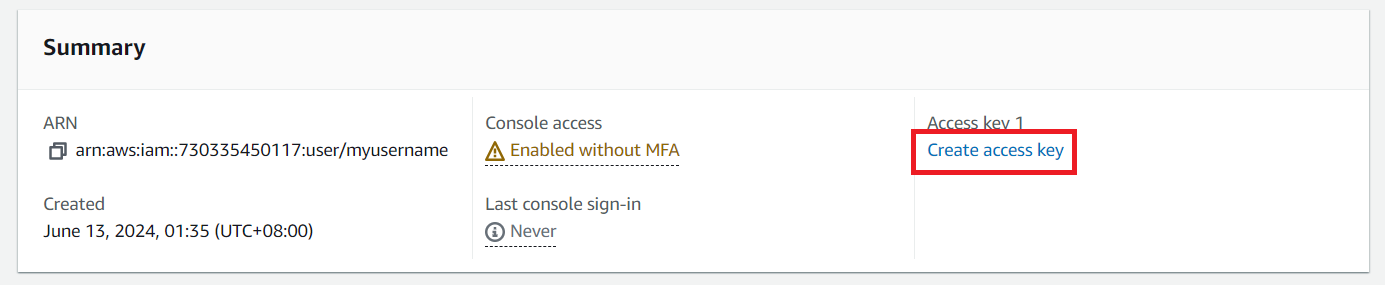 Summary
ARN
arn:aws:iam::730335450117:user/myusername
Created
June 13, 2024, 01:35 (UTC+08:00)
Console access
Enabled without MFA
Last console sign-in
Never
Access key 1
Create access key